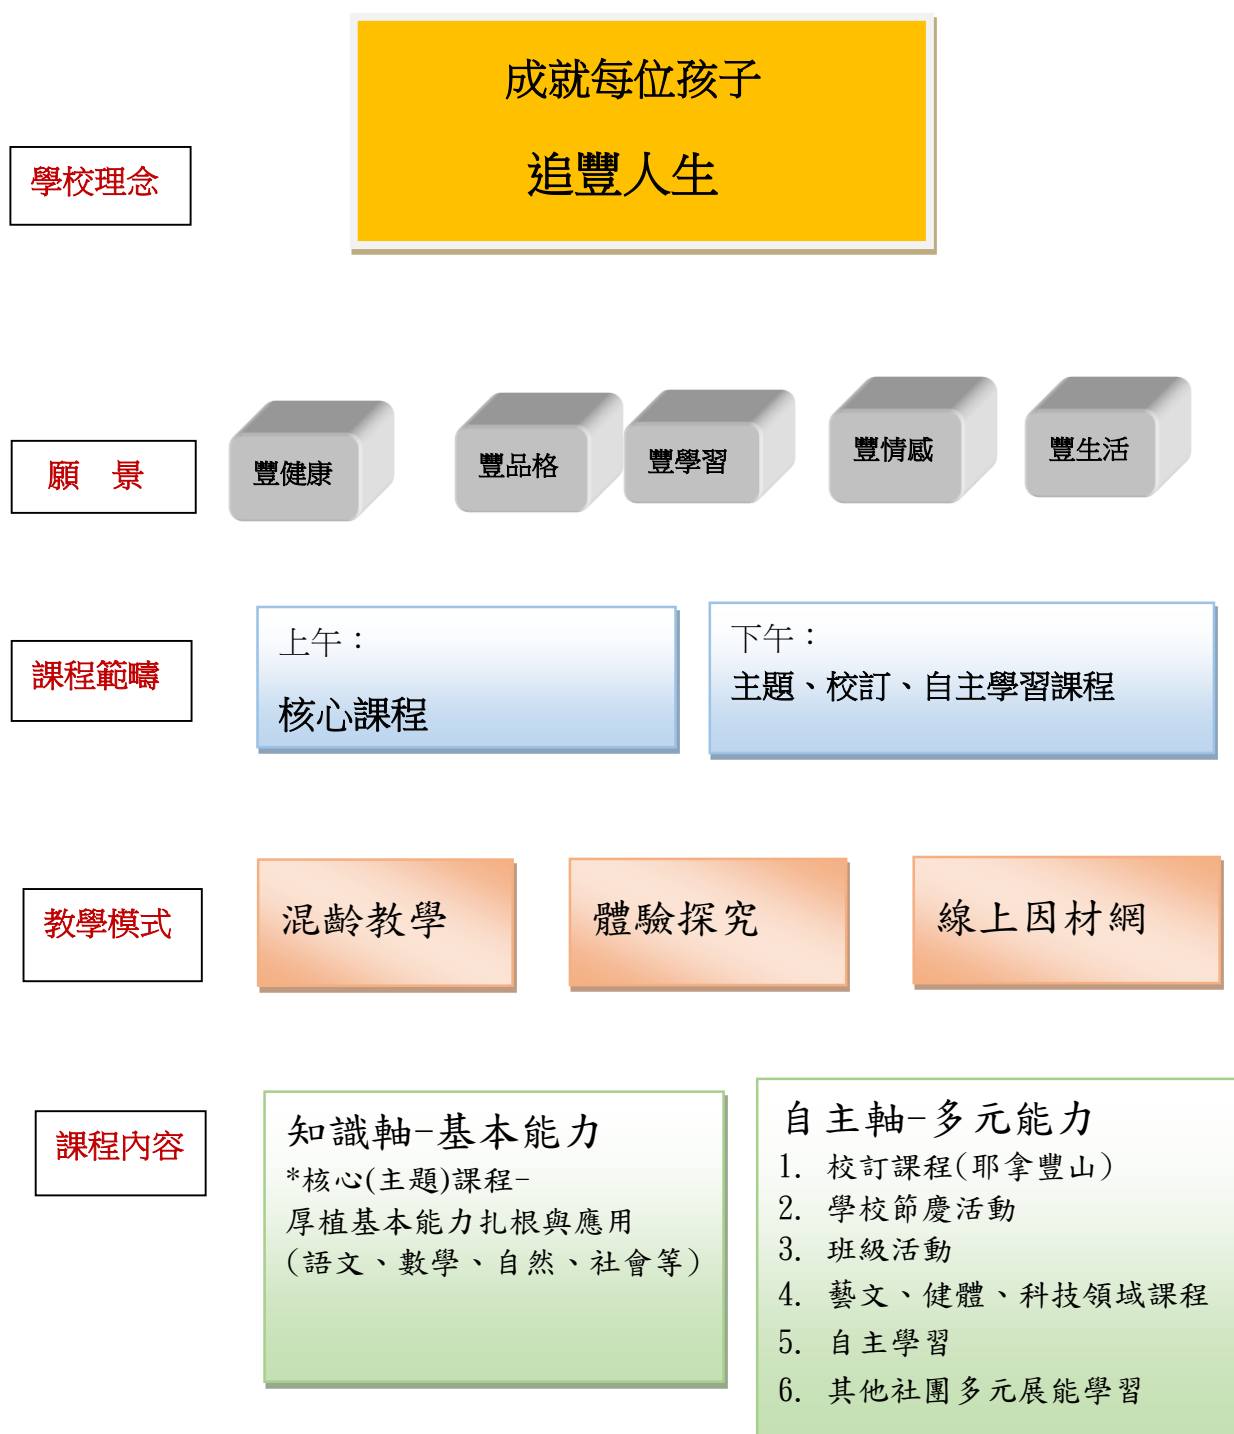 成就每位孩子
追豐人生
學校理念
願　景
豐健康
豐品格
豐學習
豐情感
豐生活
課程範疇
上午：
核心課程
下午：
主題、校訂、自主學習課程
教學模式
混齡教學
體驗探究
線上因材網
課程內容
知識軸-基本能力
*核心(主題)課程-
厚植基本能力扎根與應用
(語文、數學、自然、社會等)
自主軸-多元能力
1. 校訂課程(耶拿豐山)
2. 學校節慶活動
3. 班級活動
4. 藝文、健體、科技領域課程
5. 自主學習
6. 其他社團多元展能學習